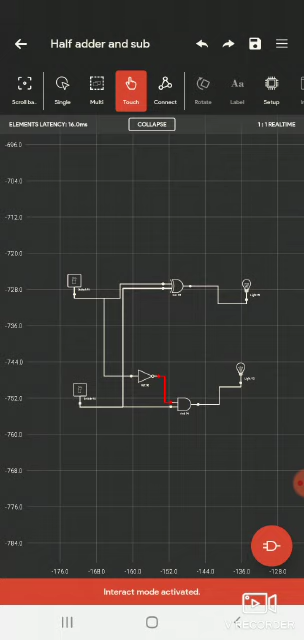 Half adder and sub
Scroll ba.. Single Multi Touch Connect Rotate Label Setup
ELEMENTS LATENCY: 16.0ms COLLAPSE 1 : 1 REALTIME
-696.0
-704.0
-712.0
-720.0
-728.0
-736.0
-744.0
-752.0
-760.0
-768.0
-776.0
-784.0
-176.0 -168.0 -160.0 -152.0 -144.0 -136.0 -128.0
Interact mode activated.
VRECORDER